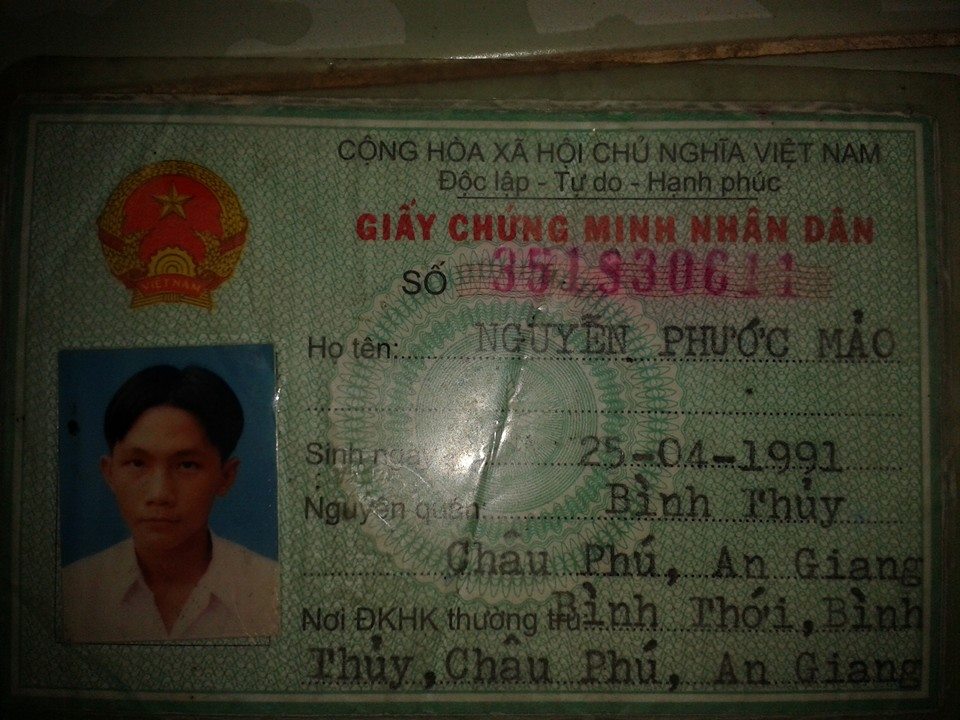 CỘNG HÒA XÃ HỘI CHỦ NGHĨA VIỆT NAM
Độc lập - Tự do - Hạnh phúc
GIẤY CHỨNG MINH NHÂN DÂN
SỐ 351930611
VIỆT NAM
Họ tên: NGUYỄN PHƯỚC MẢO
Sinh ngày 25-04-1991
Nguyên quán Bình Thủy
Châu Phú, An Giang
Nơi ĐKHK thường trú Bình Thới, Bình
Thủy, Châu Phú, An Giang